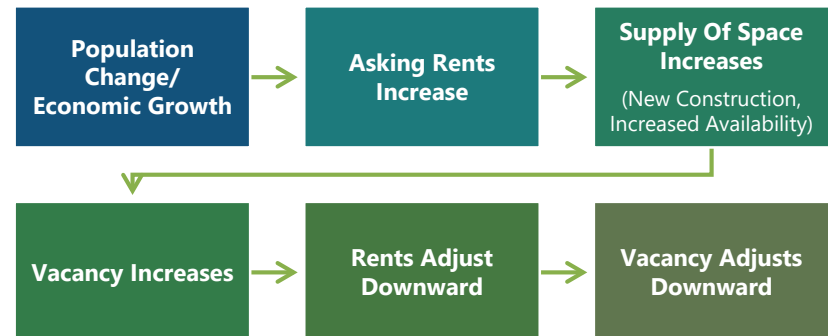 Population
Change/
Economic Growth
Asking Rents
Increase
Supply Of Space
Increases
(New Construction,
Increased Availability)
Vacancy Increases
Rents Adjust
Downward
Vacancy Adjusts
Downward